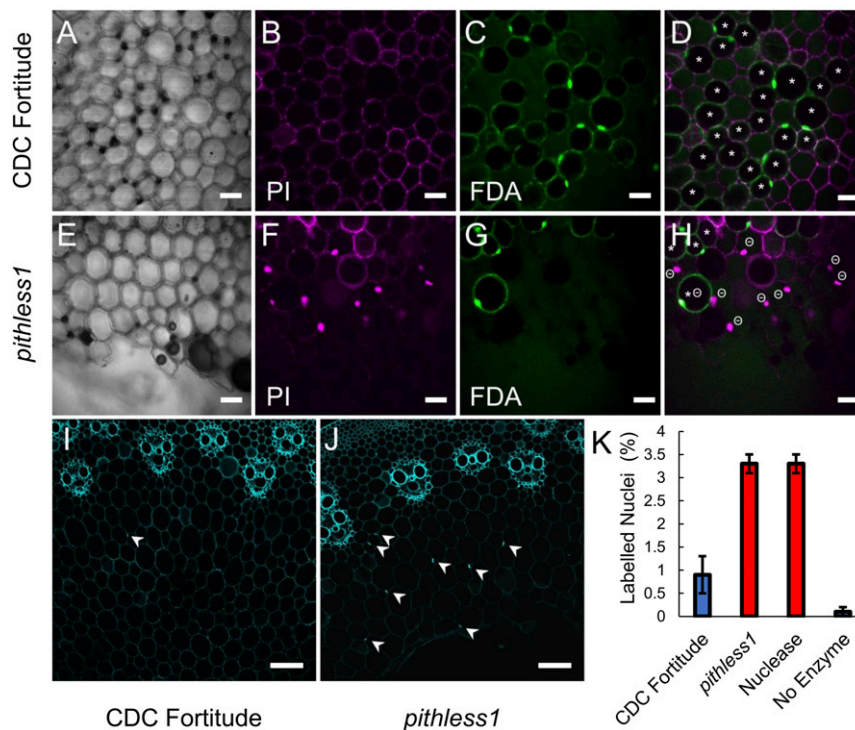 CDC Fortitude
A
B
PI
C
FDA
D
pithless1
E
F
PI
G
FDA
H
I
J
CDC Fortitude
pithless1
K
Labelled Nuclei (%)
4
3.5
3
2.5
2
1.5
1
0.5
0
CDC Fortitude
pithless1
Nuclease
No Enzyme